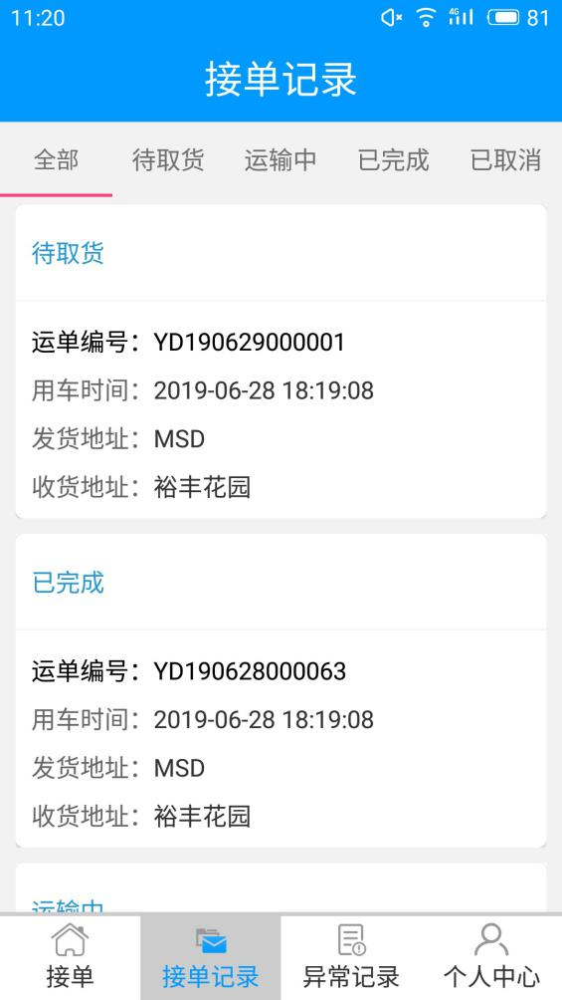 11:20 4G 81
接单记录
全部 待取货 运输中 已完成 已取消
待取货
运单编号：YD190629000001
用车时间：2019-06-28 18:19:08
发货地址：MSD
收货地址：裕丰花园
已完成
运单编号：YD190628000063
用车时间：2019-06-28 18:19:08
发货地址：MSD
收货地址：裕丰花园
运输中
接单 接单记录 异常记录 个人中心